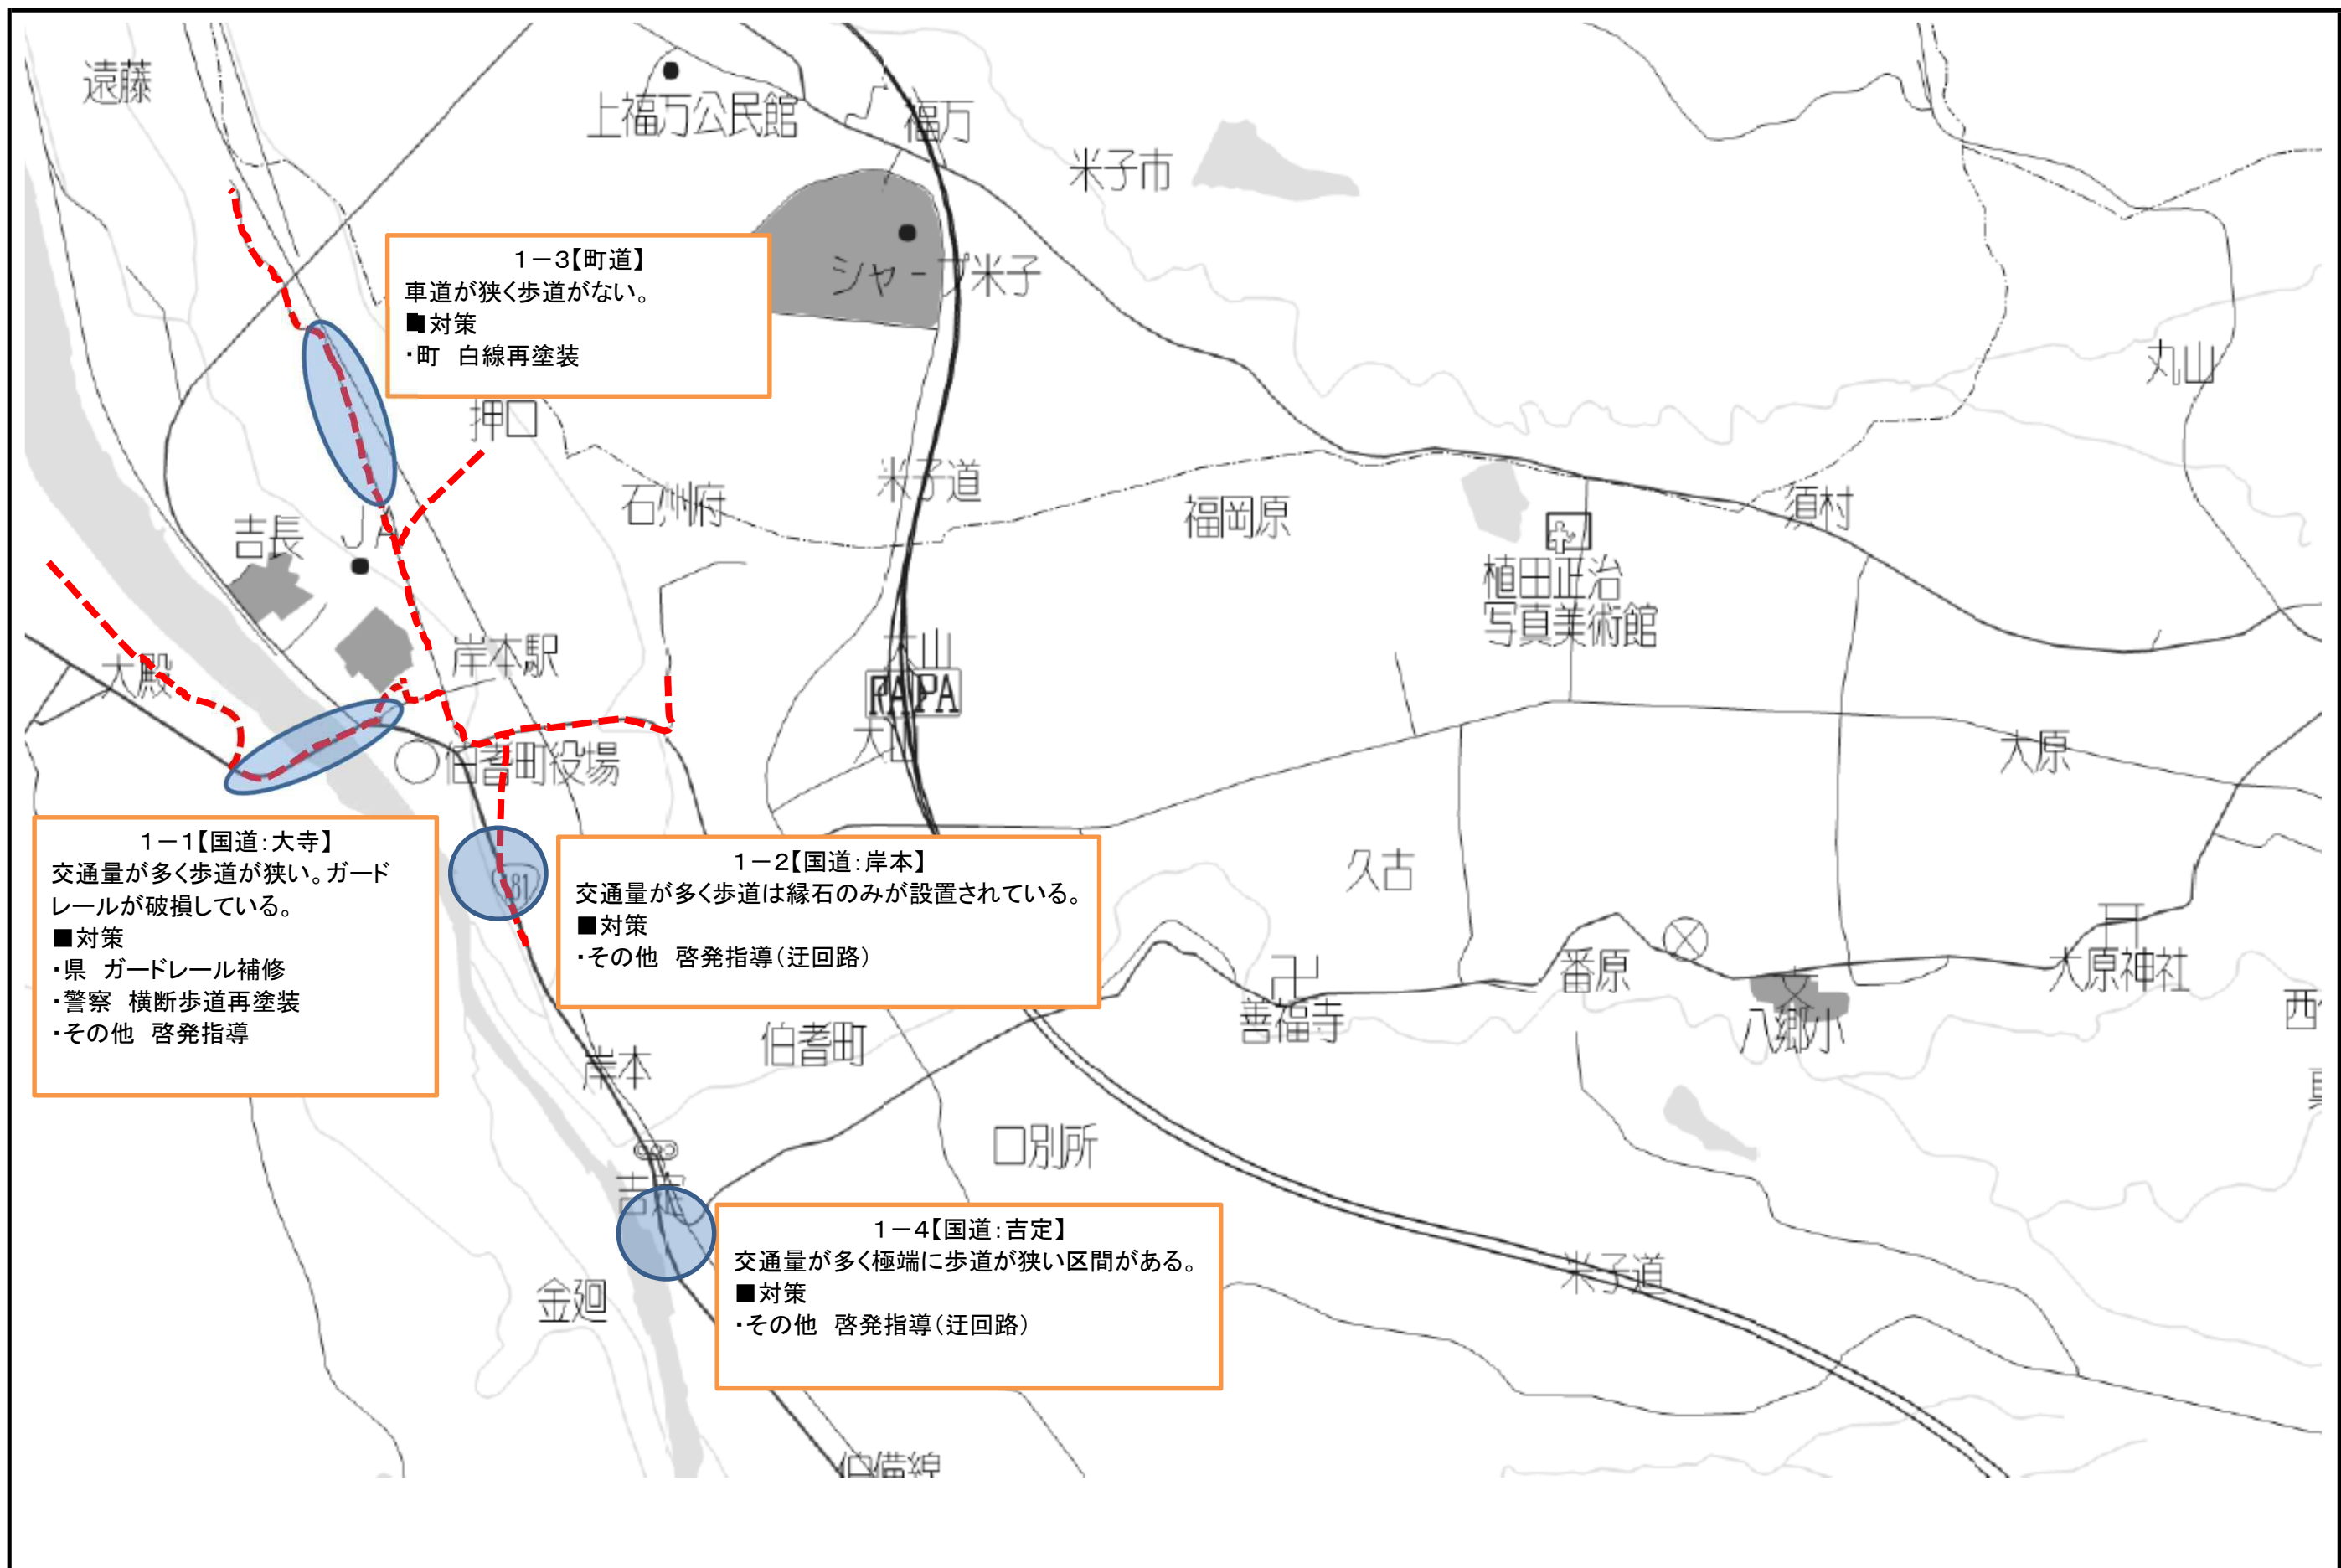 遠藤
上福万公民館
福万
米子市
シャープ米子
1－3【町道】
車道が狭く歩道がない。
■対策
・町　白線再塗装
丸山
押口
石州府
米子道
福岡原
須村
吉長
JA
植田正治
写真美術館
大殿
岸本駅
大山
PA
PA
大原
伯耆町役場
1－1【国道：大寺】
交通量が多く歩道が狭い。ガード
レールが破損している。
■対策
・県　ガードレール補修
・警察　横断歩道再塗装
・その他　啓発指導
181
1－2【国道：岸本】
交通量が多く歩道は縁石のみが設置されている。
■対策
・その他　啓発指導（迂回路）
久古
番原
善福寺
八郷小
大原神社
西
伯耆町
岸本
口別所
吉定
1－4【国道：吉定】
交通量が多く極端に歩道が狭い区間がある。
■対策
・その他　啓発指導（迂回路）
金廻
米子道
伯備線